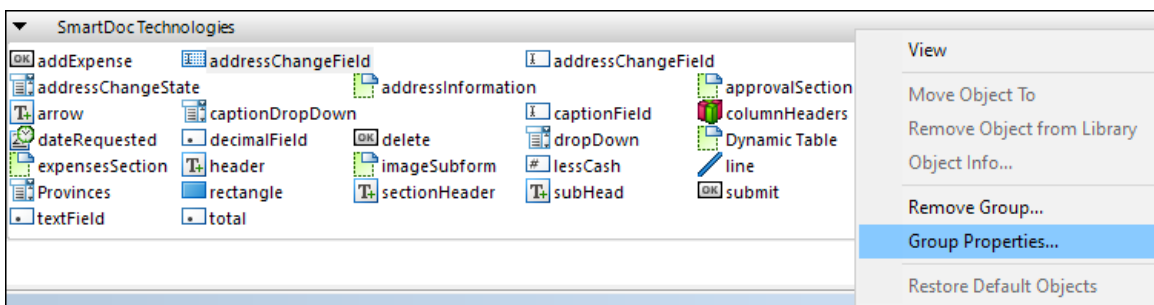 SmartDoc Technologies
addExpense addressChangeField addressChangeField
addressChangeState addressInformation approvalSection
arrow captionDropDown captionField columnHeaders
dateRequested decimalField delete dropDown Dynamic Table
expensesSection header imageSubform lessCash line
Provinces rectangle sectionHeader subHead submit
textField total
View
Move Object To
Remove Object from Library
Object Info...
Remove Group...
Group Properties...
Restore Default Objects